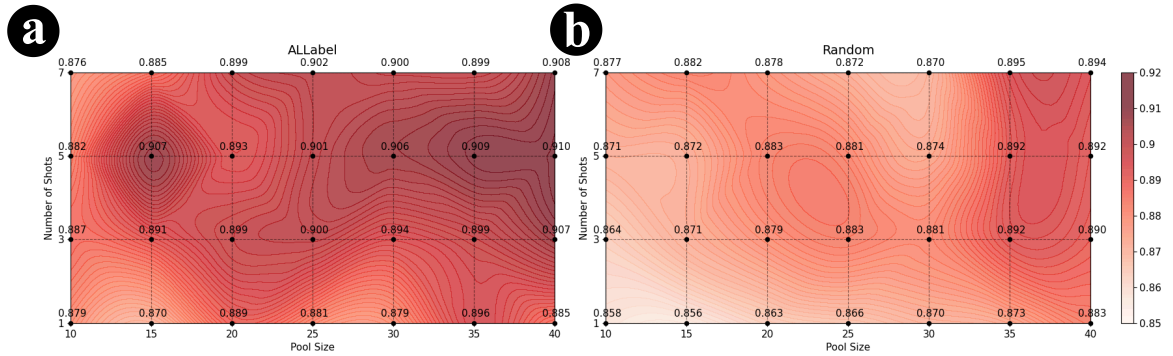 a
ALLabel
0.876 0.885 0.899 0.902 0.900 0.899 0.908
7
0.882 0.907 0.893 0.901 0.906 0.909 0.910
5
0.887 0.891 0.899 0.900 0.894 0.899 0.907
3
0.879 0.870 0.889 0.881 0.879 0.896 0.885
1
10 15 20 25 30 35 40
Number of Shots
Pool Size
b
Random
0.877 0.882 0.878 0.872 0.870 0.895 0.894
7
0.871 0.872 0.883 0.881 0.874 0.892 0.892
5
0.864 0.871 0.879 0.883 0.881 0.892 0.890
3
0.858 0.856 0.863 0.866 0.870 0.873 0.883
1
10 15 20 25 30 35 40
Number of Shots
Pool Size
0.92
0.91
0.9
0.89
0.88
0.87
0.86
0.85